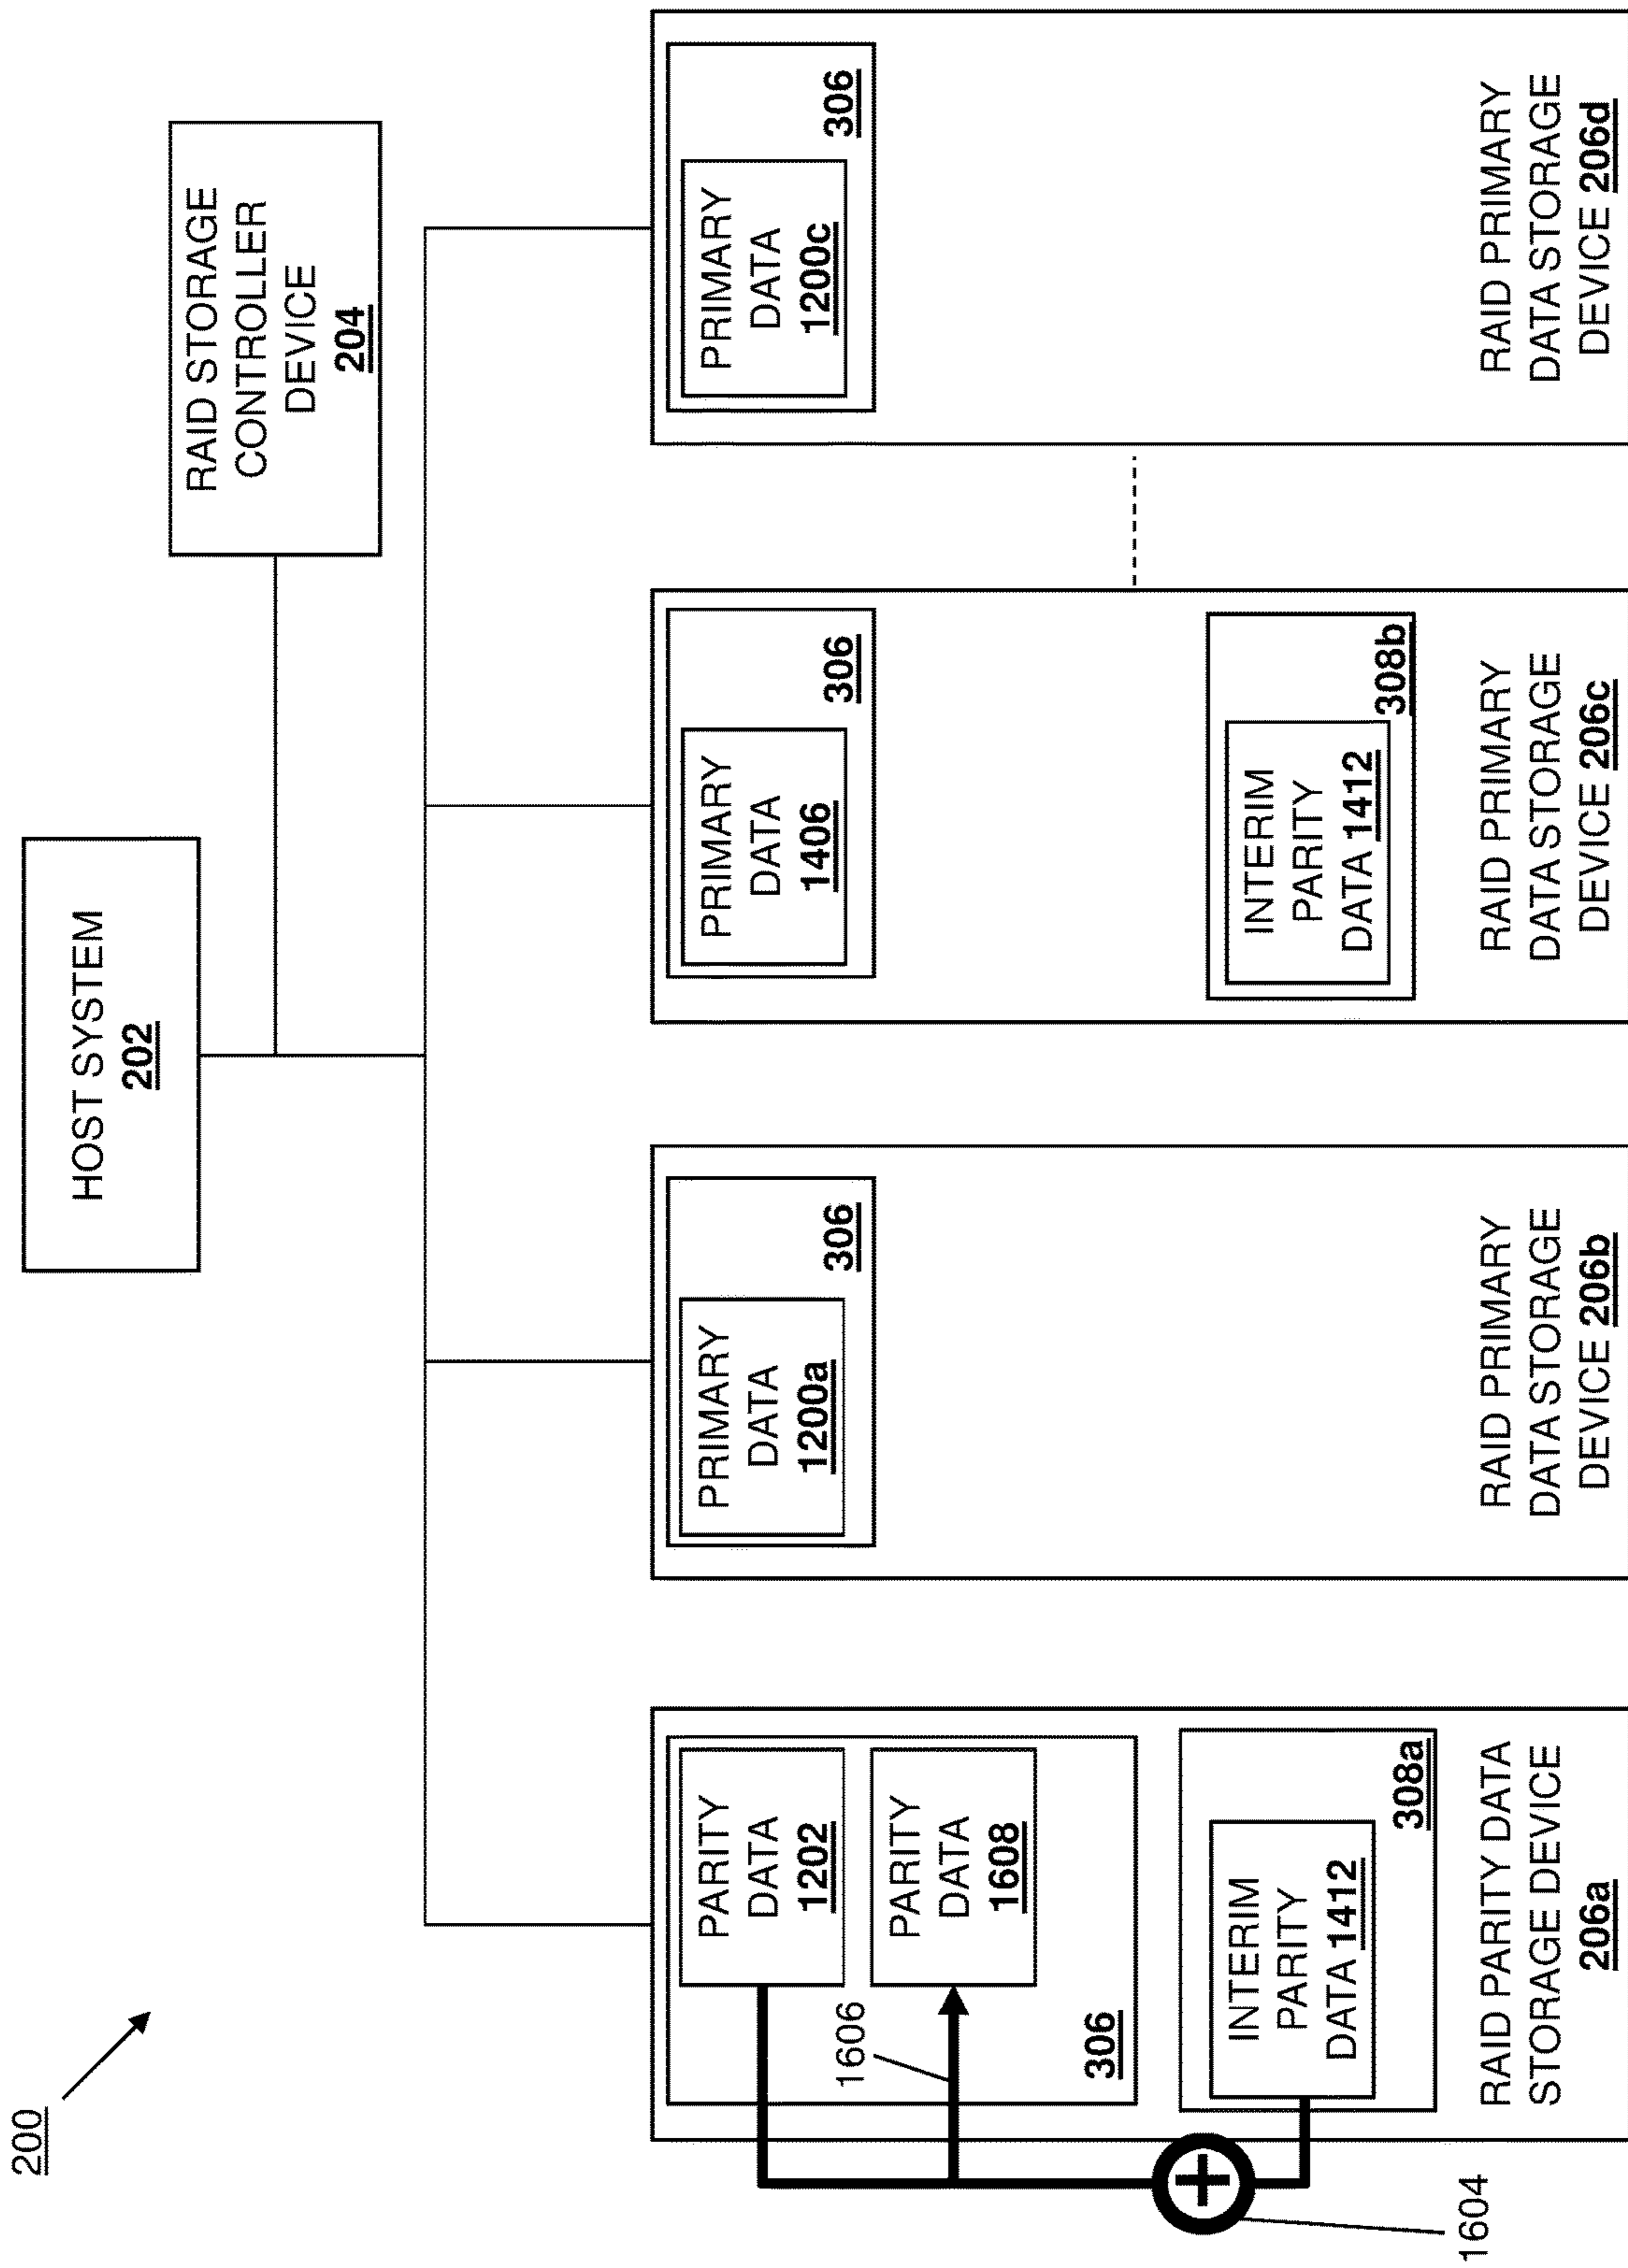 200
HOST SYSTEM
202
RAID STORAGE
CONTROLLER
DEVICE
204
PARITY
DATA
1202
PARITY
DATA
1608
1606
306
INTERIM
PARITY
DATA 1412
308a
RAID PARITY DATA
STORAGE DEVICE
206a
1604
PRIMARY
DATA
1200a
306
RAID PRIMARY
DATA STORAGE
DEVICE 206b
PRIMARY
DATA
1406
306
INTERIM
PARITY
DATA 1412
308b
RAID PRIMARY
DATA STORAGE
DEVICE 206c
PRIMARY
DATA
1200c
306
RAID PRIMARY
DATA STORAGE
DEVICE 206d